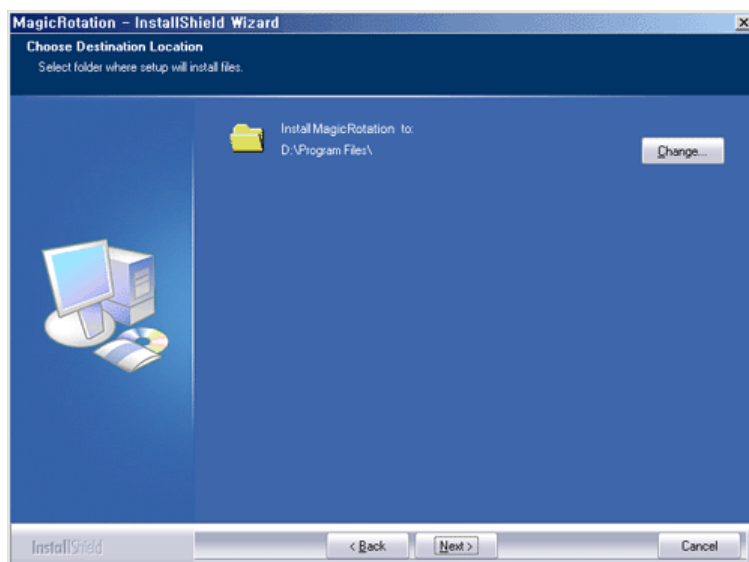 MagicRotation – InstallShield Wizard
Choose Destination Location
Select folder where setup will install files.
Install MagicRotation to:
D:\Program Files\
Change...
InstallShield
< Back
Next >
Cancel